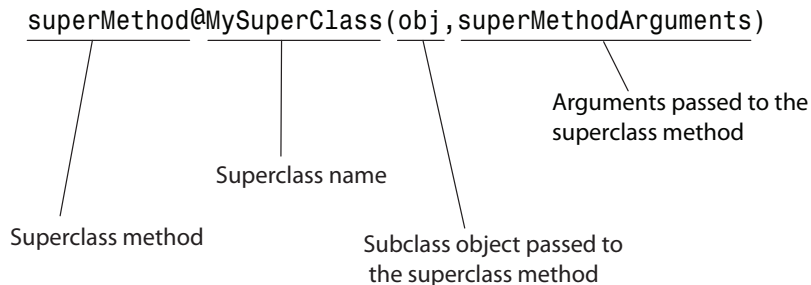 superMethod@MySuperClass(obj,superMethodArguments)
Arguments passed to the
superclass method
Superclass name
Superclass method
Subclass object passed to
the superclass method